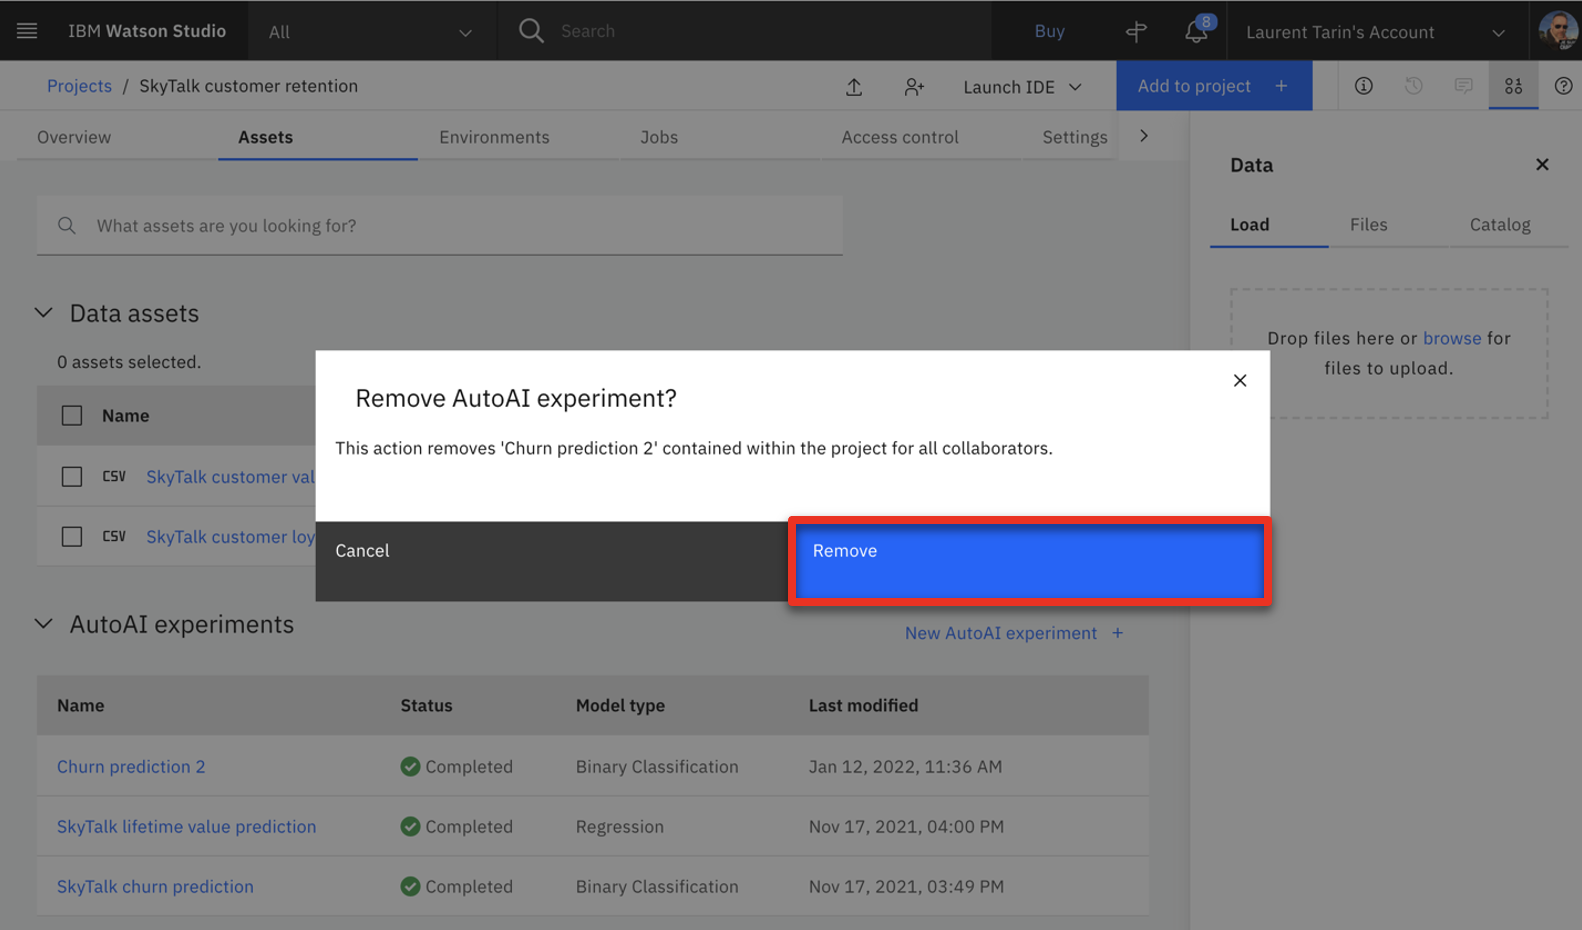 IBM Watson Studio
All
Search
Buy
8
Laurent Tarin's Account
Projects / SkyTalk customer retention
Launch IDE
Add to project +
Overview
Assets
Environments
Jobs
Access control
Settings
Data
Load
Files
Catalog
What assets are you looking for?
Drop files here or browse for
files to upload.
Data assets
0 assets selected.
Name
CSV SkyTalk customer val
CSV SkyTalk customer loy
Remove AutoAI experiment?
This action removes 'Churn prediction 2' contained within the project for all collaborators.
Cancel
Remove
AutoAI experiments
New AutoAI experiment +
Name Status Model type Last modified
Churn prediction 2 Completed Binary Classification Jan 12, 2022, 11:36 AM
SkyTalk lifetime value prediction Completed Regression Nov 17, 2021, 04:00 PM
SkyTalk churn prediction Completed Binary Classification Nov 17, 2021, 03:49 PM